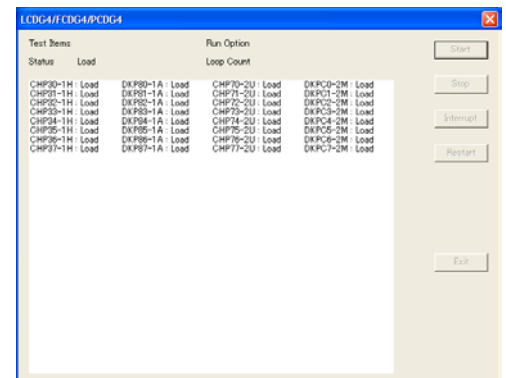 LCDG4/FCDG4/PCDG4
Test Items Run Option
Status Load Loop Count
CHP30-1H : Load DKP80-1A : Load CHP70-2U : Load DKPC0-2M : Load
CHP31-1H : Load DKP81-1A : Load CHP71-2U : Load DKPC1-2M : Load
CHP32-1H : Load DKP82-1A : Load CHP72-2U : Load DKPC2-2M : Load
CHP33-1H : Load DKP83-1A : Load CHP73-2U : Load DKPC3-2M : Load
CHP34-1H : Load DKP84-1A : Load CHP74-2U : Load DKPC4-2M : Load
CHP35-1H : Load DKP85-1A : Load CHP75-2U : Load DKPC5-2M : Load
CHP36-1H : Load DKP86-1A : Load CHP76-2U : Load DKPC6-2M : Load
CHP37-1H : Load DKP87-1A : Load CHP77-2U : Load DKPC7-2M : Load
Start
Stop
Interrupt
Restart
Exit